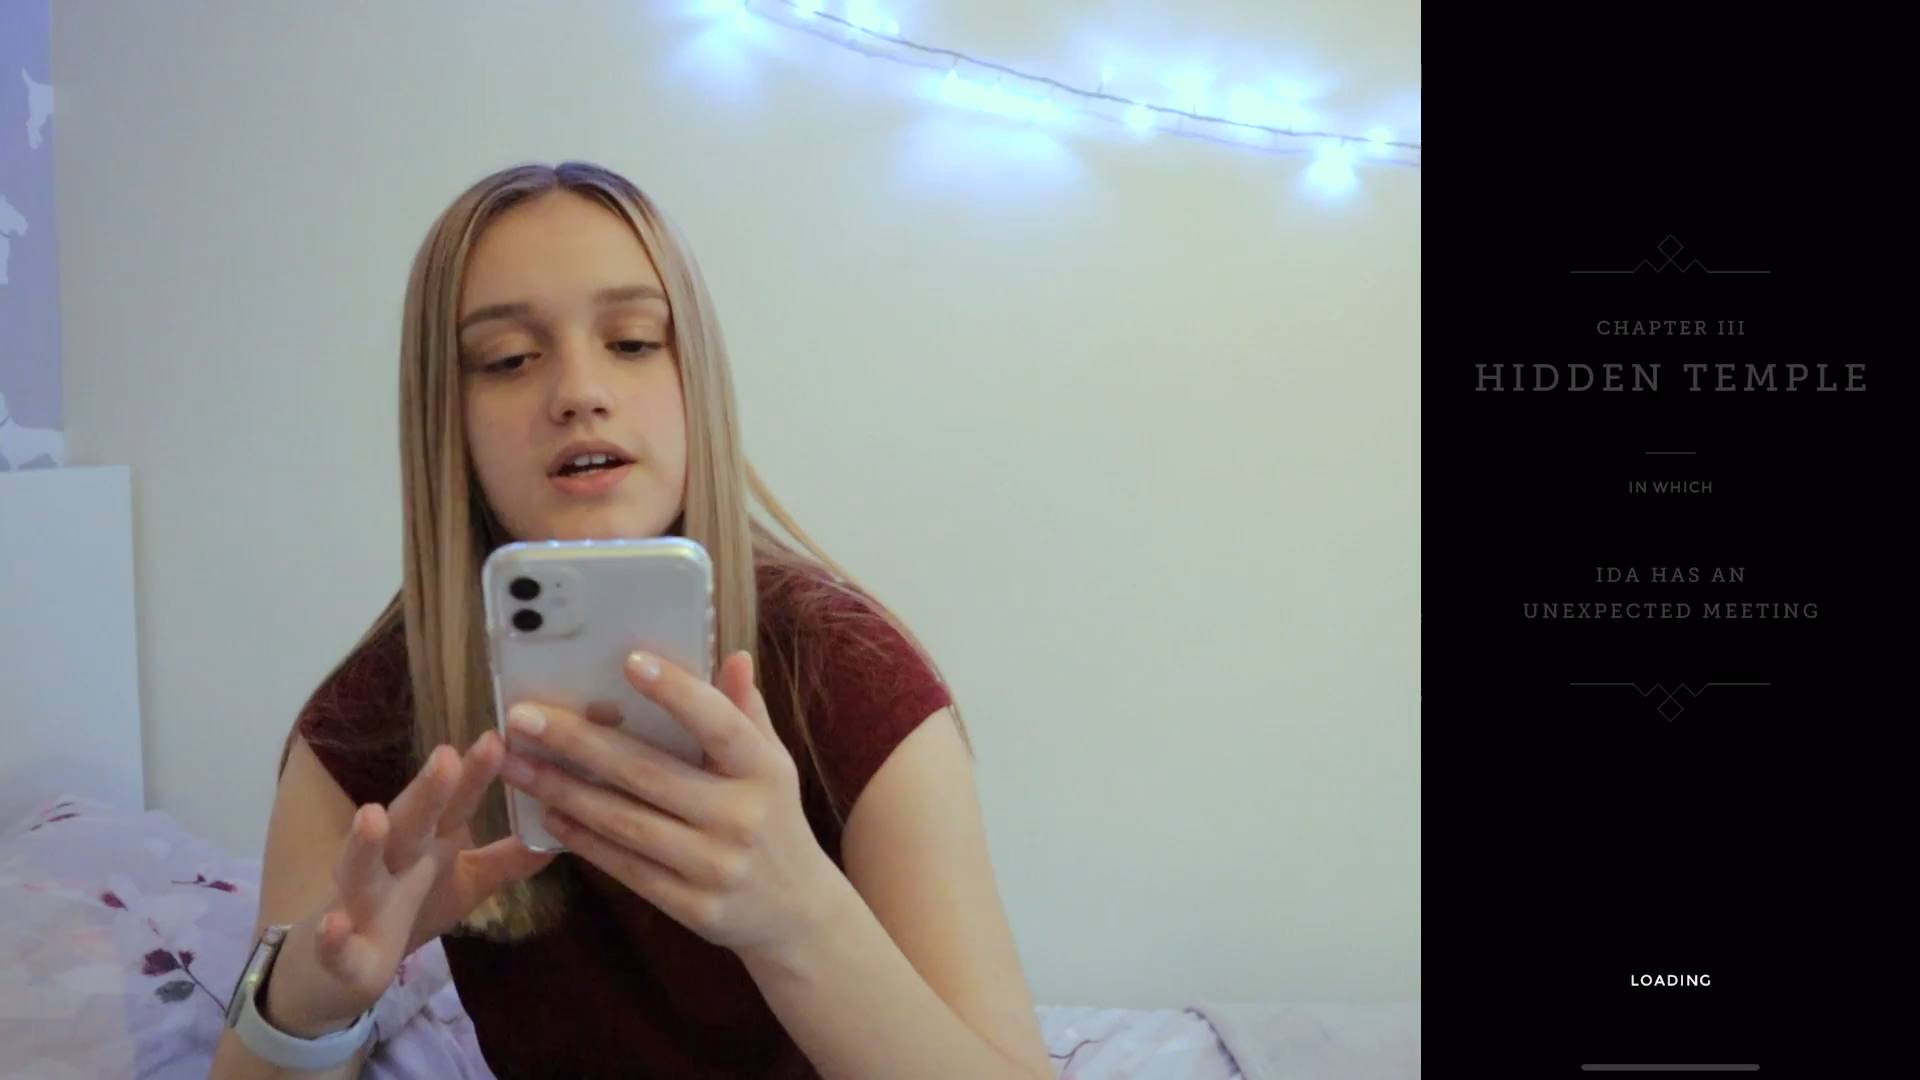 CHAPTER III
HIDDEN TEMPLE
IN WHICH
IDA HAS AN
UNEXPECTED MEETING
LOADING